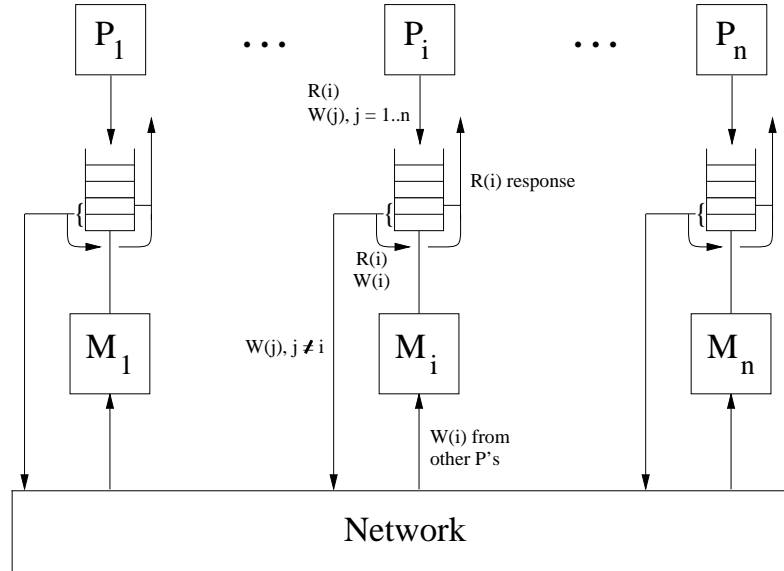 P1 ... Pi ... Pn
R(i)
W(j), j = 1..n
R(i) response
{ { {
R(i)
W(i)
W(j), j ≠ i
M1 Mi Mn
W(i) from
other P's
Network